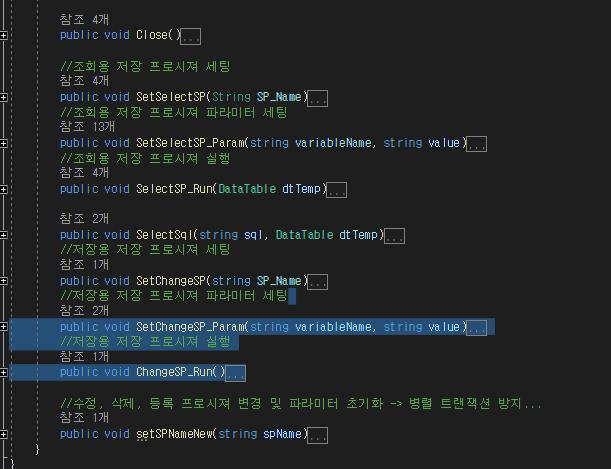 참조 4개
public void Close()...
//조회용 저장 프로시져 세팅
참조 4개
public void SetSelectSP(String SP_Name)...
//조회용 저장 프로시져 파라미터 세팅
참조 13개
public void SetSelectSP_Param(string variableName, string value)...
//조회용 저장 프로시져 실행
참조 4개
public void SelectSP_Run(DataTable dtTemp)...
참조 2개
public void SelectSql(string sql, DataTable dtTemp)...
//저장용 저장 프로시져 세팅
참조 1개
public void SetChangeSP(string SP_Name)...
//저장용 저장 프로시져 파라미터 세팅
참조 2개
public void SetChangeSP_Param(string variableName, string value)...
//저장용 저장 프로시져 실행
참조 1개
public void ChangeSP_Run()...
//수정, 삭제, 등록 프로시져 변경 및 파라미터 초기화 -> 병렬 트랜잭션 방지...
참조 1개
public void setSPNameNew(string spName)...
}
}